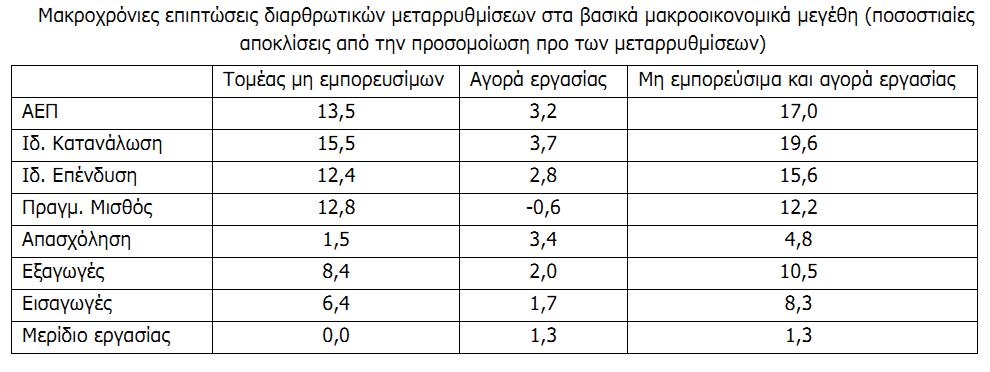 Μακροχρόνιες επιπτώσεις διαρθρωτικών μεταρρυθμίσεων στα βασικά μακροοικονομικά μεγέθη (ποσοστιαίες
αποκλίσεις από την προσομοίωση προ των μεταρρυθμίσεων)
Τομέας μη εμπορευσίμων Αγορά εργασίας Μη εμπορεύσιμα και αγορά εργασίας
ΑΕΠ 13,5 3,2 17,0
Ιδ. Κατανάλωση 15,5 3,7 19,6
Ιδ. Επένδυση 12,4 2,8 15,6
Πραγμ. Μισθός 12,8 -0,6 12,2
Απασχόληση 1,5 3,4 4,8
Εξαγωγές 8,4 2,0 10,5
Εισαγωγές 6,4 1,7 8,3
Μερίδιο εργασίας 0,0 1,3 1,3